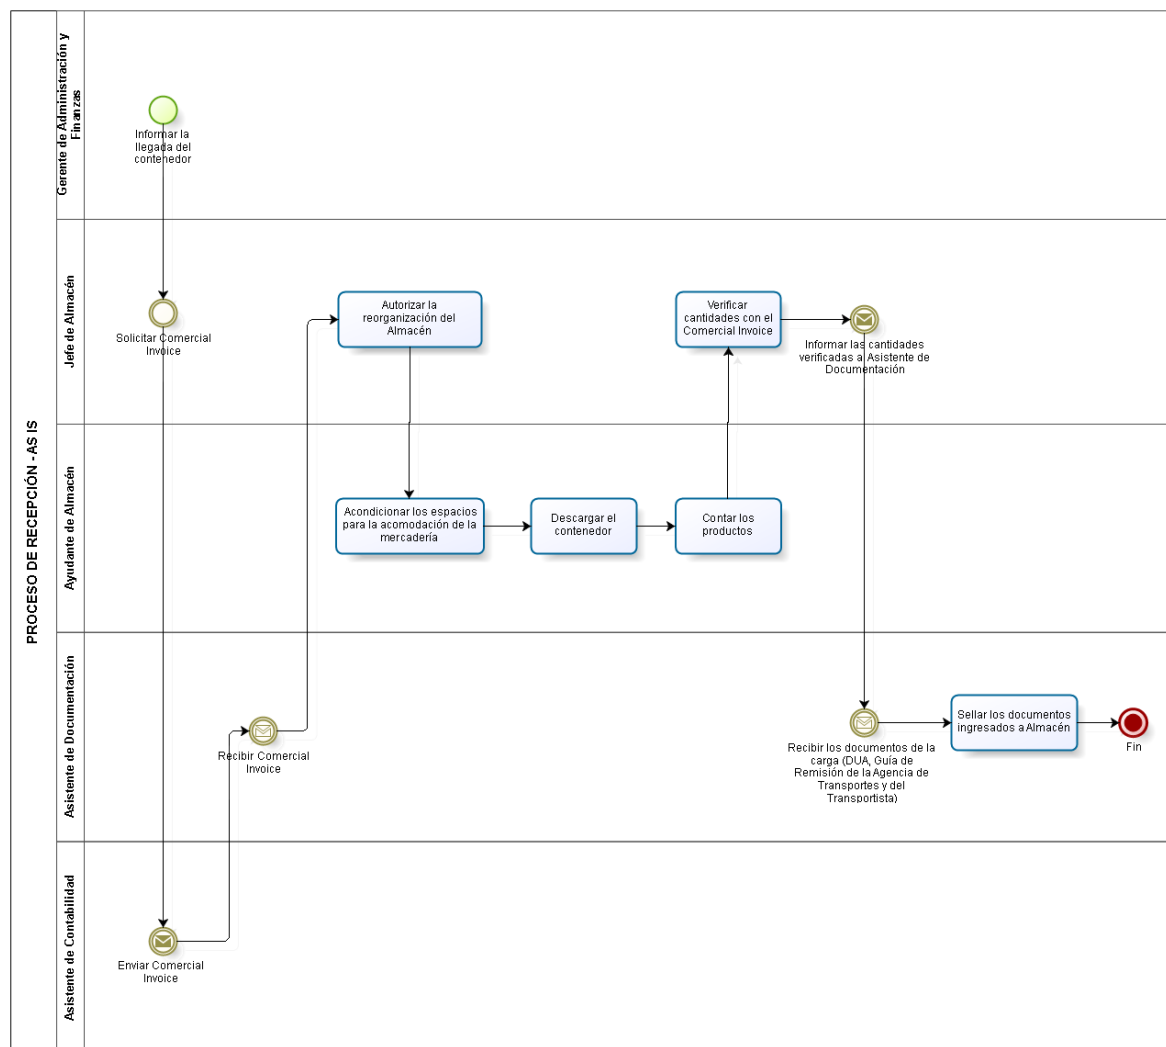 PROCESO DE RECEPCIÓN - AS IS
Gerente de Administración y
Finanzas
Informar la
llegada del
contenedor
Jefe de Almacén
Solicitar Comercial
Invoice
Autorizar la
reorganización del
Almacén
Verificar
cantidades con el
Comercial Invoice
Informar las cantidades
verificadas a Asistente de
Documentación
Ayudante de Almacén
Acondicionar los espacios
para la acomodación de la
mercadería
Descargar el
contenedor
Contar los
productos
Asistente de Documentación
Recibir Comercial
Invoice
Recibir los documentos de la
carga (DUA, Guía de
Remisión de la Agencia de
Transportes y del
Transportista)
Sellar los documentos
ingresados a Almacén
Fin
Asistente de Contabilidad
Enviar Comercial
Invoice